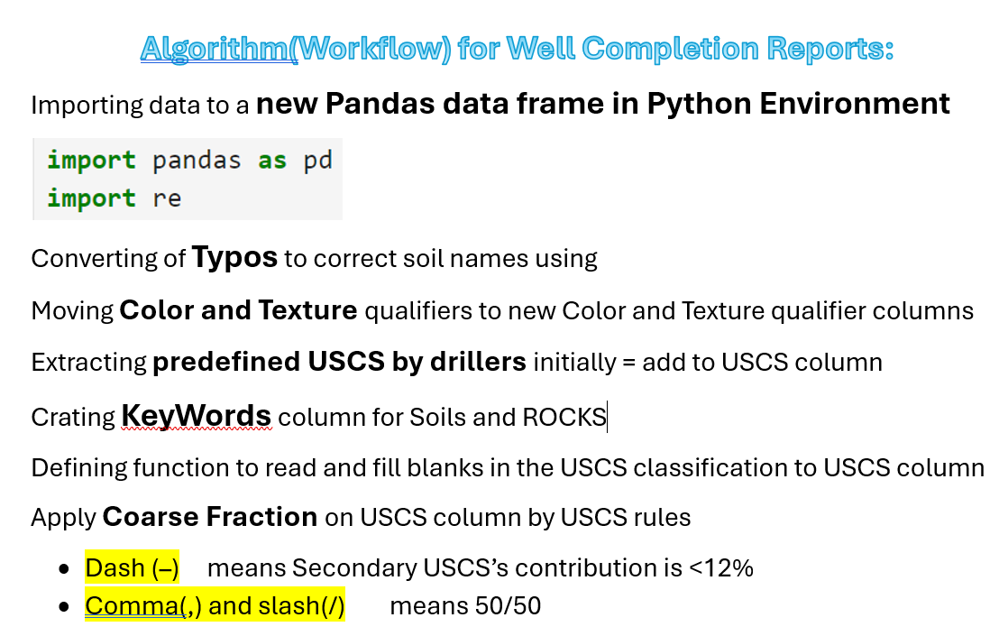 Algorithm(Workflow) for Well Completion Reports:
Importing data to a new Pandas data frame in Python Environment
import pandas as pd
import re
Converting of Typos to correct soil names using
Moving Color and Texture qualifiers to new Color and Texture qualifier columns
Extracting predefined USCS by drillers initially = add to USCS column
Crating KeyWords column for Soils and ROCKS
Defining function to read and fill blanks in the USCS classification to USCS column
Apply Coarse Fraction on USCS column by USCS rules
• Dash (–) means Secondary USCS’s contribution is <12%
• Comma(,) and slash(/) means 50/50